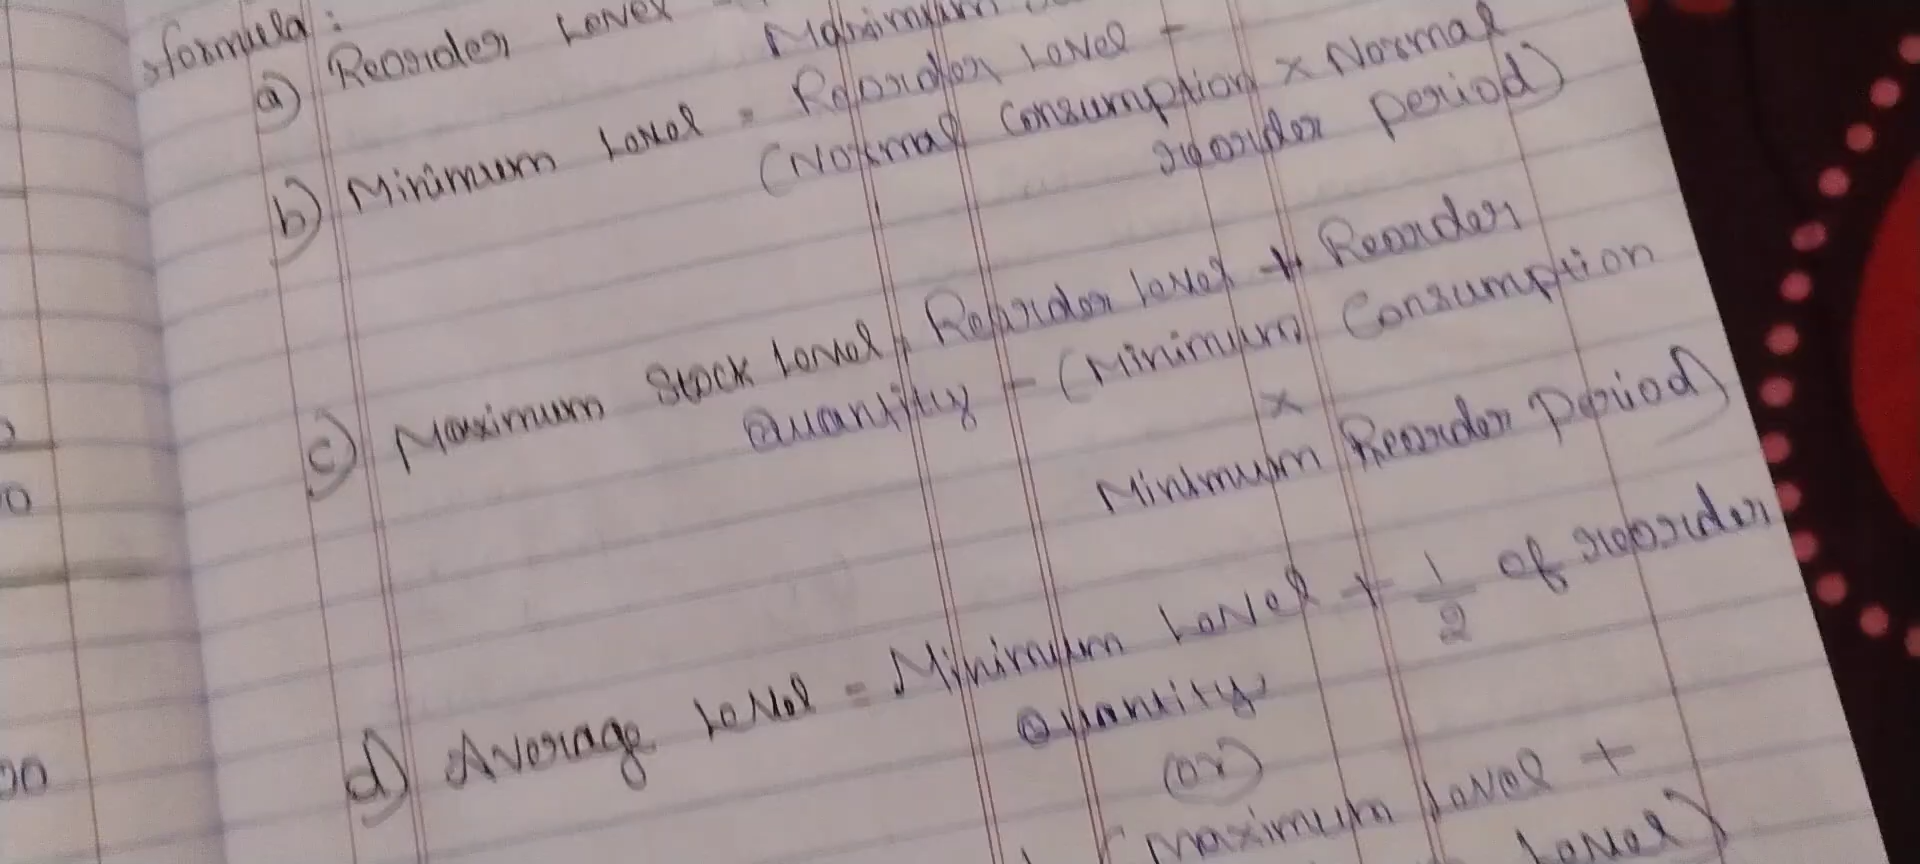 formula:
a) Reorder Level
Maximum
b) Minimum Level = Reorder Level -
(Normal Consumption x Normal
reorder period)
c) Maximum Stock Level = Reorder level + Reorder
Quantity - (Minimum Consumption
x
Minimum Reorder period)
d) Average Level = Minimum Level + 1/2 of reorder
Quantity
(or)
(Maximum Level +
Level)
00